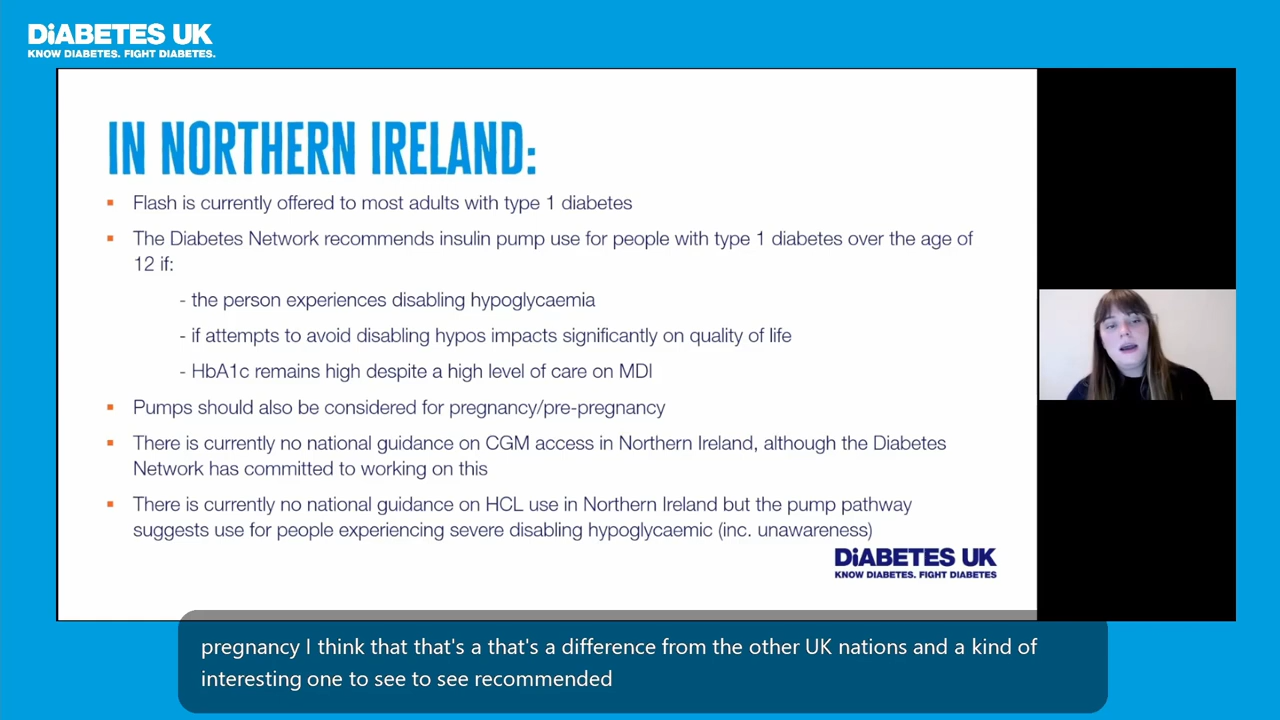 DiABETES UK
KNOW DIABETES. FIGHT DIABETES.
IN NORTHERN IRELAND:
▪ Flash is currently offered to most adults with type 1 diabetes
▪ The Diabetes Network recommends insulin pump use for people with type 1 diabetes over the age of
12 if:
- the person experiences disabling hypoglycaemia
- if attempts to avoid disabling hypos impacts significantly on quality of life
- HbA1c remains high despite a high level of care on MDI
▪ Pumps should also be considered for pregnancy/pre-pregnancy
▪ There is currently no national guidance on CGM access in Northern Ireland, although the Diabetes
Network has committed to working on this
▪ There is currently no national guidance on HCL use in Northern Ireland but the pump pathway
suggests use for people experiencing severe disabling hypoglycaemic (inc. unawareness)
DiABETES UK
KNOW DIABETES. FIGHT DIABETES
pregnancy I think that that's a that's a difference from the other UK nations and a kind of
interesting one to see to see recommended